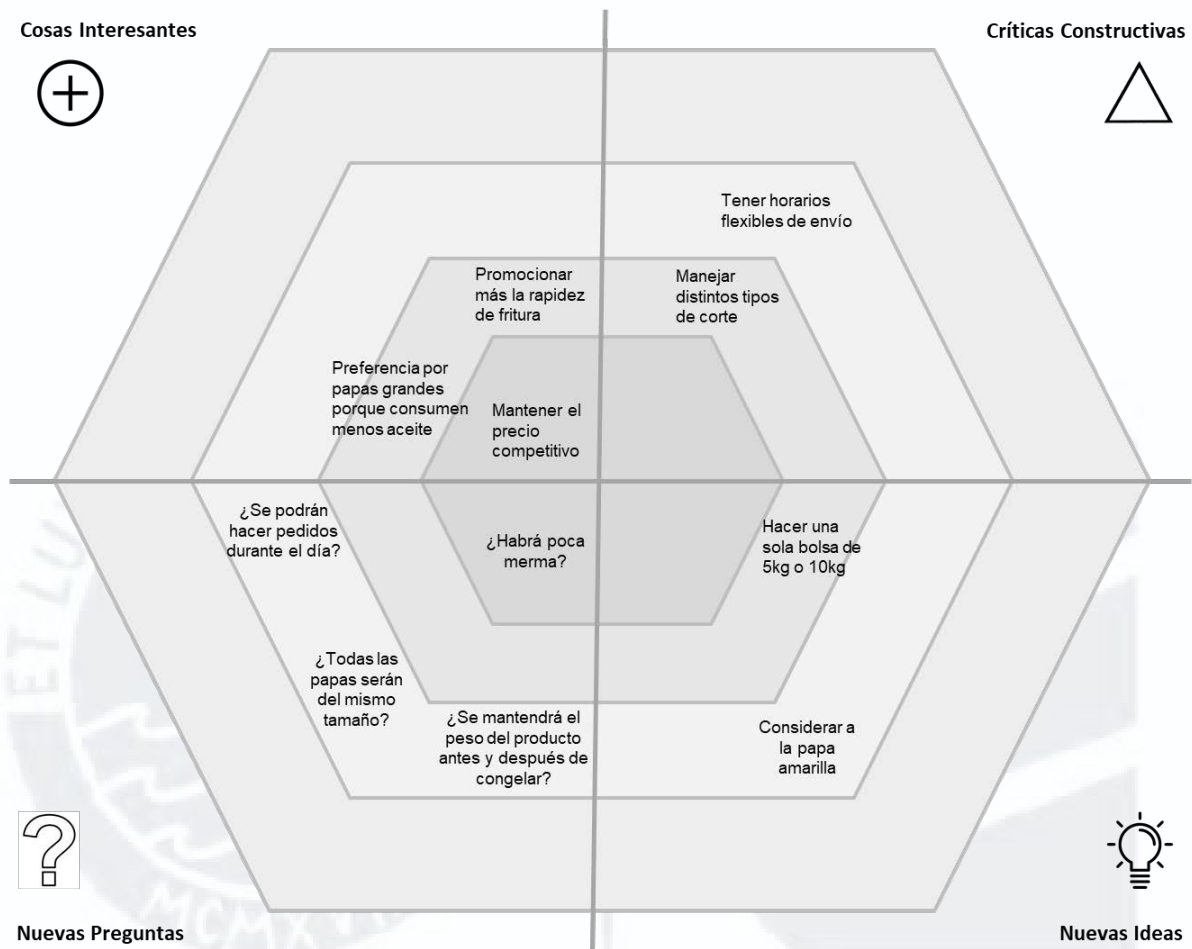 Cosas Interesantes
Críticas Constructivas
Tener horarios
flexibles de envío
Promocionar
más la rapidez
de fritura
Manejar
distintos tipos
de corte
Preferencia por
papas grandes
porque consumen
menos aceite
Mantener el
precio
competitivo
¿Se podrán
hacer pedidos
durante el día?
¿Habrá poca
merma?
Hacer una
sola bolsa de
5kg o 10kg
¿Todas las
papas serán
del mismo
tamaño?
¿Se mantendrá el
peso del producto
antes y después de
congelar?
Considerar a
la papa
amarilla
Nuevas Preguntas
Nuevas Ideas
ET LU
MCMXVII